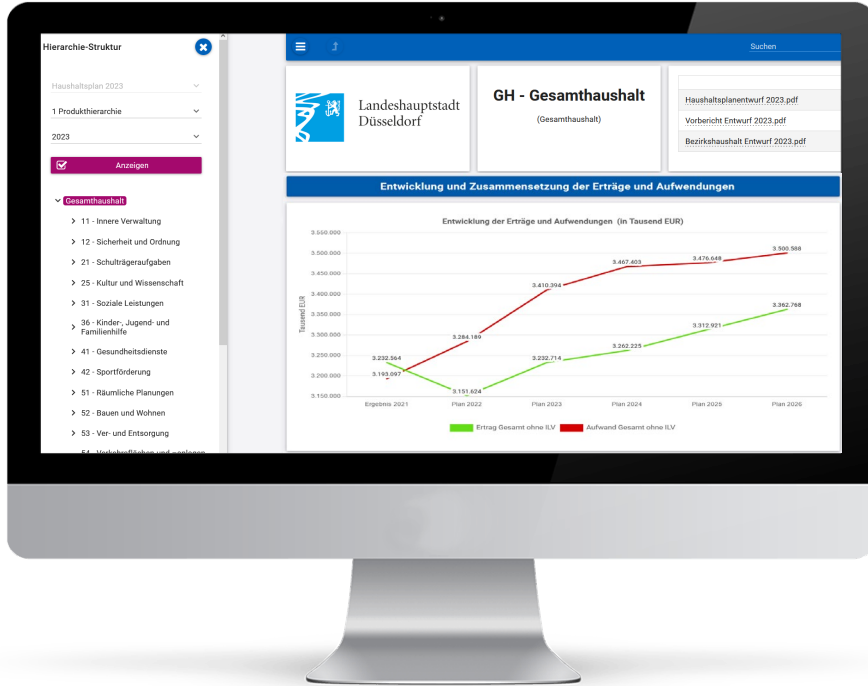 Hierarchie-Struktur
Haushaltsplan 2023
1 Produkthierarchie
2023
Anzeigen
Gesamthaushalt
11 - Innere Verwaltung
12 - Sicherheit und Ordnung
21 - Schulträgeraufgaben
25 - Kultur und Wissenschaft
31 - Soziale Leistungen
36 - Kinder-, Jugend- und
Familienhilfe
41 - Gesundheitsdienste
42 - Sportförderung
51 - Räumliche Planungen
52 - Bauen und Wohnen
53 - Ver- und Entsorgung
54 - Verkehrsflächen und -anlagen
Suchen
Landeshauptstadt
Düsseldorf
GH - Gesamthaushalt
(Gesamthaushalt)
Haushaltsplanentwurf 2023.pdf
Vorbericht Entwurf 2023.pdf
Bezirkshaushalt Entwurf 2023.pdf
Entwicklung und Zusammensetzung der Erträge und Aufwendungen
Entwicklung der Erträge und Aufwendungen (in Tausend EUR)
Tausend EUR
3.550.000
3.500.000
3.450.000
3.400.000
3.350.000
3.300.000
3.250.000
3.200.000
3.150.000
3.232.564
3.193.097
3.284.189
3.151.624
3.410.394
3.232.714
3.467.403
3.262.225
3.476.648
3.312.921
3.500.588
3.362.768
Ergebnis 2021
Plan 2022
Plan 2023
Plan 2024
Plan 2025
Plan 2026
Ertrag Gesamt ohne ILV
Aufwand Gesamt ohne ILV